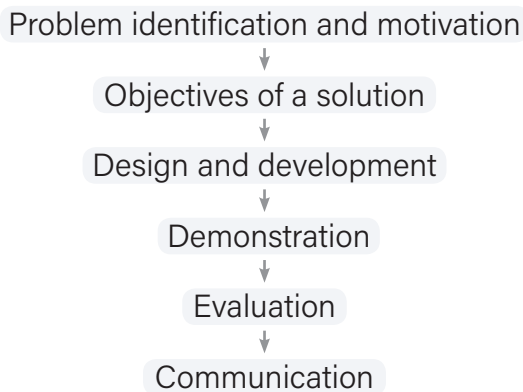 Problem identification and motivation
Objectives of a solution
Design and development
Demonstration
Evaluation
Communication